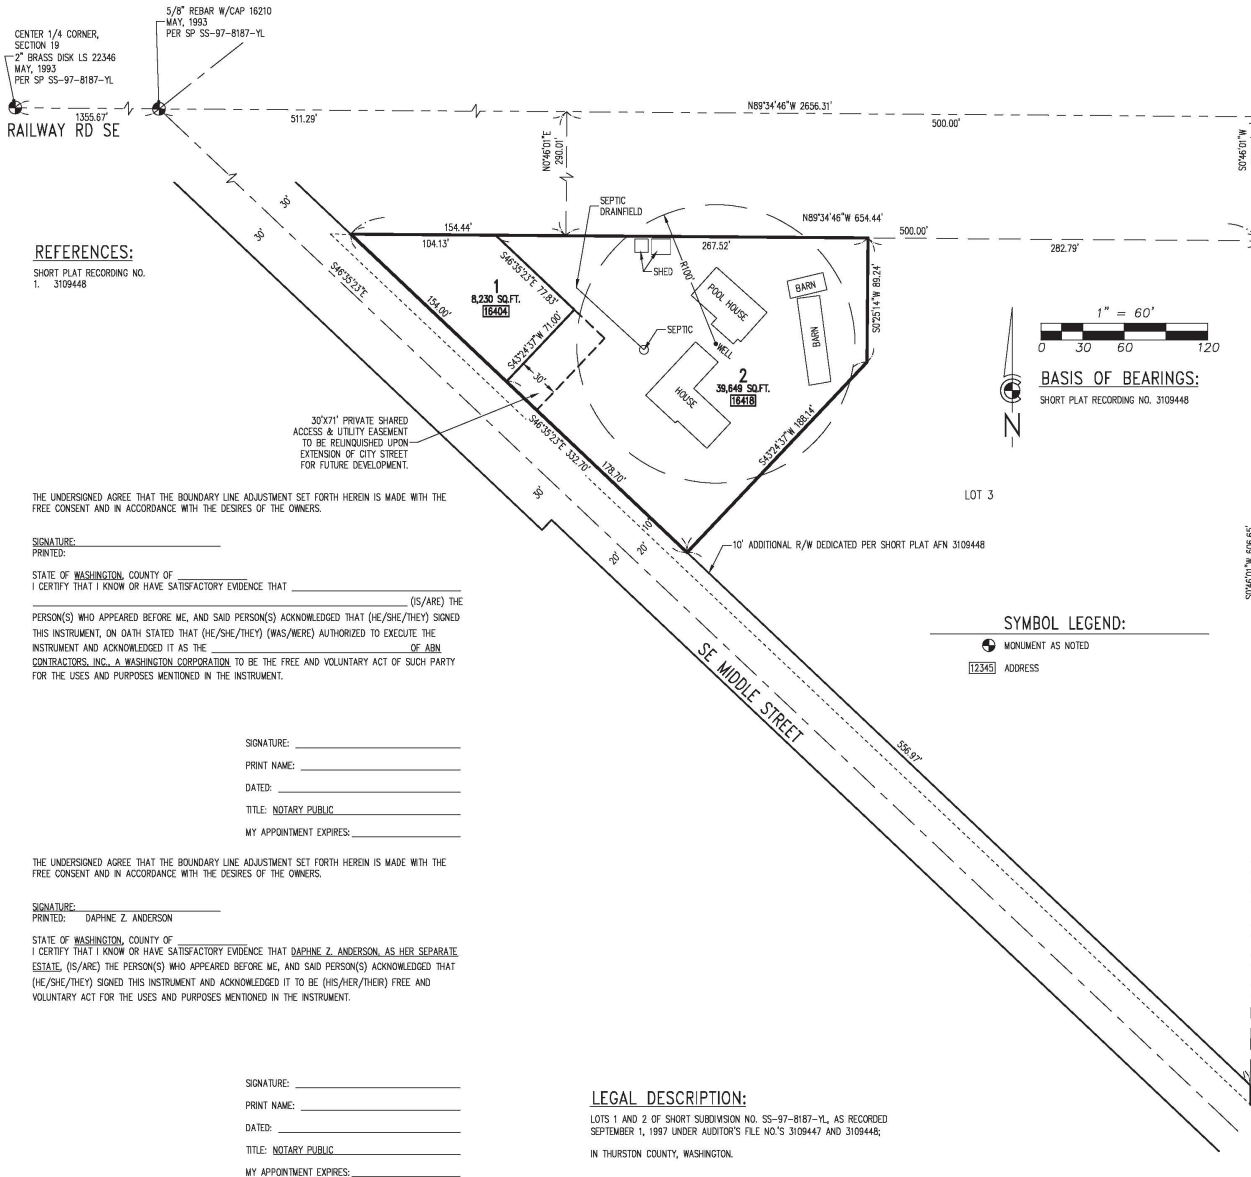 5/8" REBAR W/CAP 16210
MAY, 1993
PER SP SS-97-8187-YL
CENTER 1/4 CORNER,
SECTION 19
2" BRASS DISK LS 22346
MAY, 1993
PER SP SS-97-8187-YL
1355.67'
RAILWAY RD SE
511.29'
N89°34'46"W 2656.31'
500.00'
N0°46'01"E
290.01'
S0°46'01"W
30'
30'
SEPTIC
DRAINFIELD
154.44'
104.13'
N89°34'46"W 654.44'
267.52'
500.00'
282.79'
REFERENCES:
SHORT PLAT RECORDING NO.
1. 3109448
S46°35'23"E
154.00'
S46°35'23"E 77.83'
1
8,230 SQ.FT.
16404
S43°24'37"W 71.00'
30'
SHED
R100'
POOL HOUSE
BARN
BARN
S0°25'14"W 89.24'
SEPTIC
WELL
HOUSE
2
39,649 SQ.FT.
16418
S43°24'37"W 188.14'
1" = 60'
0 30 60 120
BASIS OF BEARINGS:
SHORT PLAT RECORDING NO. 3109448
N
30'X71' PRIVATE SHARED
ACCESS & UTILITY EASEMENT
TO BE RELINQUISHED UPON
EXTENSION OF CITY STREET
FOR FUTURE DEVELOPMENT.
S46°35'23"E 332.70'
178.70'
30'
10'
20'
20'
LOT 3
10' ADDITIONAL R/W DEDICATED PER SHORT PLAT AFN 3109448
S0°46'01"W 606.65'
THE UNDERSIGNED AGREE THAT THE BOUNDARY LINE ADJUSTMENT SET FORTH HEREIN IS MADE WITH THE
FREE CONSENT AND IN ACCORDANCE WITH THE DESIRES OF THE OWNERS.
SIGNATURE:
PRINTED:
STATE OF WASHINGTON, COUNTY OF
I CERTIFY THAT I KNOW OR HAVE SATISFACTORY EVIDENCE THAT
(IS/ARE) THE
PERSON(S) WHO APPEARED BEFORE ME, AND SAID PERSON(S) ACKNOWLEDGED THAT (HE/SHE/THEY) SIGNED
THIS INSTRUMENT, ON OATH STATED THAT (HE/SHE/THEY) (WAS/WERE) AUTHORIZED TO EXECUTE THE
INSTRUMENT AND ACKNOWLEDGED IT AS THE OF ABN
CONTRACTORS, INC., A WASHINGTON CORPORATION TO BE THE FREE AND VOLUNTARY ACT OF SUCH PARTY
FOR THE USES AND PURPOSES MENTIONED IN THE INSTRUMENT.
SYMBOL LEGEND:
MONUMENT AS NOTED
12345 ADDRESS
SE MIDDLE STREET
556.97'
SIGNATURE:
PRINT NAME:
DATED:
TITLE: NOTARY PUBLIC
MY APPOINTMENT EXPIRES:
THE UNDERSIGNED AGREE THAT THE BOUNDARY LINE ADJUSTMENT SET FORTH HEREIN IS MADE WITH THE
FREE CONSENT AND IN ACCORDANCE WITH THE DESIRES OF THE OWNERS.
SIGNATURE:
PRINTED: DAPHNE Z. ANDERSON
STATE OF WASHINGTON, COUNTY OF
I CERTIFY THAT I KNOW OR HAVE SATISFACTORY EVIDENCE THAT DAPHNE Z. ANDERSON, AS HER SEPARATE
ESTATE, (IS/ARE) THE PERSON(S) WHO APPEARED BEFORE ME, AND SAID PERSON(S) ACKNOWLEDGED THAT
(HE/SHE/THEY) SIGNED THIS INSTRUMENT AND ACKNOWLEDGED IT TO BE (HIS/HER/THEIR) FREE AND
VOLUNTARY ACT FOR THE USES AND PURPOSES MENTIONED IN THE INSTRUMENT.
SIGNATURE:
PRINT NAME:
DATED:
TITLE: NOTARY PUBLIC
MY APPOINTMENT EXPIRES:
LEGAL DESCRIPTION:
LOTS 1 AND 2 OF SHORT SUBDIVISION NO. SS-97-8187-YL, AS RECORDED
SEPTEMBER 1, 1997 UNDER AUDITOR'S FILE NO.'S 3109447 AND 3109448;
IN THURSTON COUNTY, WASHINGTON.